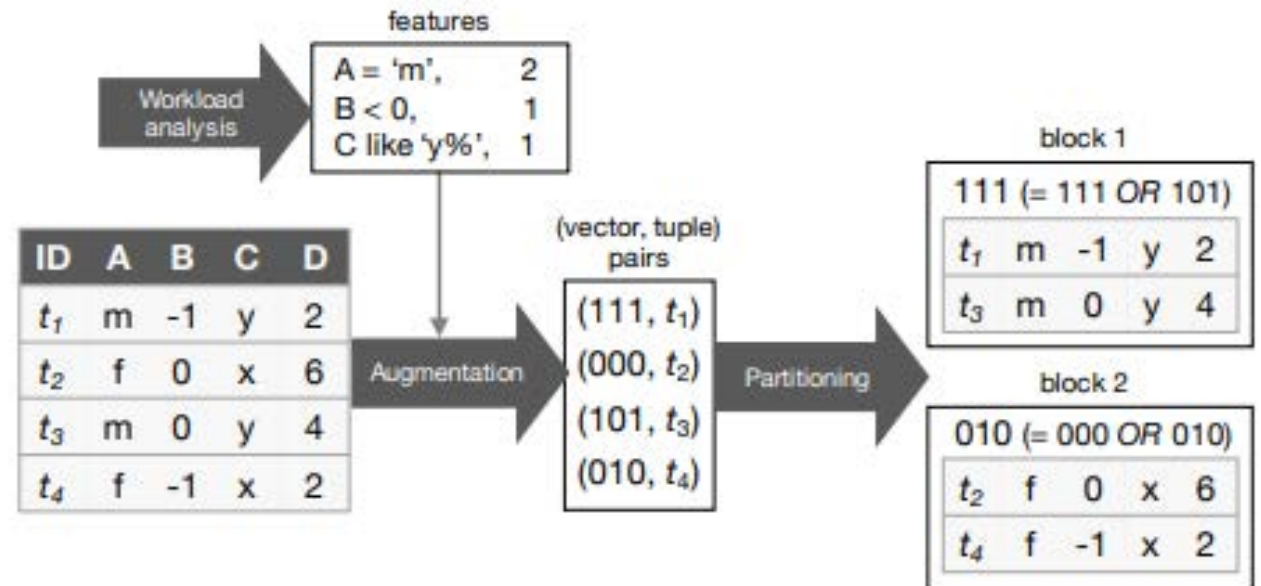 features
A = ‘m’, 2
B < 0, 1
C like ‘y%’, 1
Workload
analysis
ID A B C D
t1 m -1 y 2
t2 f 0 x 6
t3 m 0 y 4
t4 f -1 x 2
Augmentation
(vector, tuple)
pairs
(111, t1)
(000, t2)
(101, t3)
(010, t4)
Partitioning
block 1
111 (= 111 OR 101)
t1 m -1 y 2
t3 m 0 y 4
block 2
010 (= 000 OR 010)
t2 f 0 x 6
t4 f -1 x 2